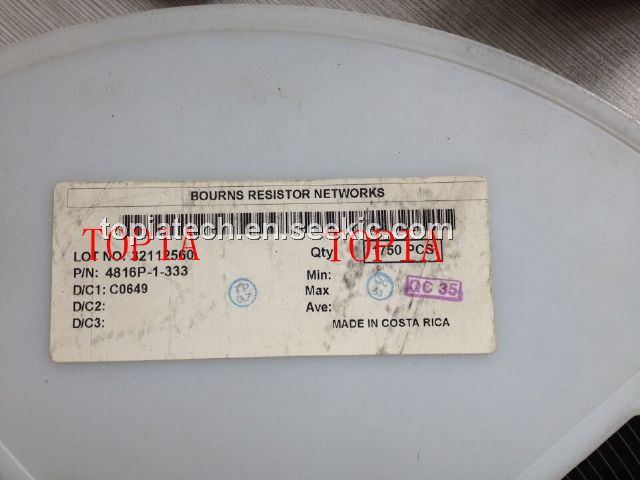 BOURNS RESISTOR NETWORKS
topiatech.en.seekic.com
TOPIA TOPIA
LOT NO: 32112560 Qty 750 PCS
P/N: 4816P-1-333 Min:
D/C1: C0649 Max QC 35
D/C2: Ave:
D/C3: MADE IN COSTA RICA